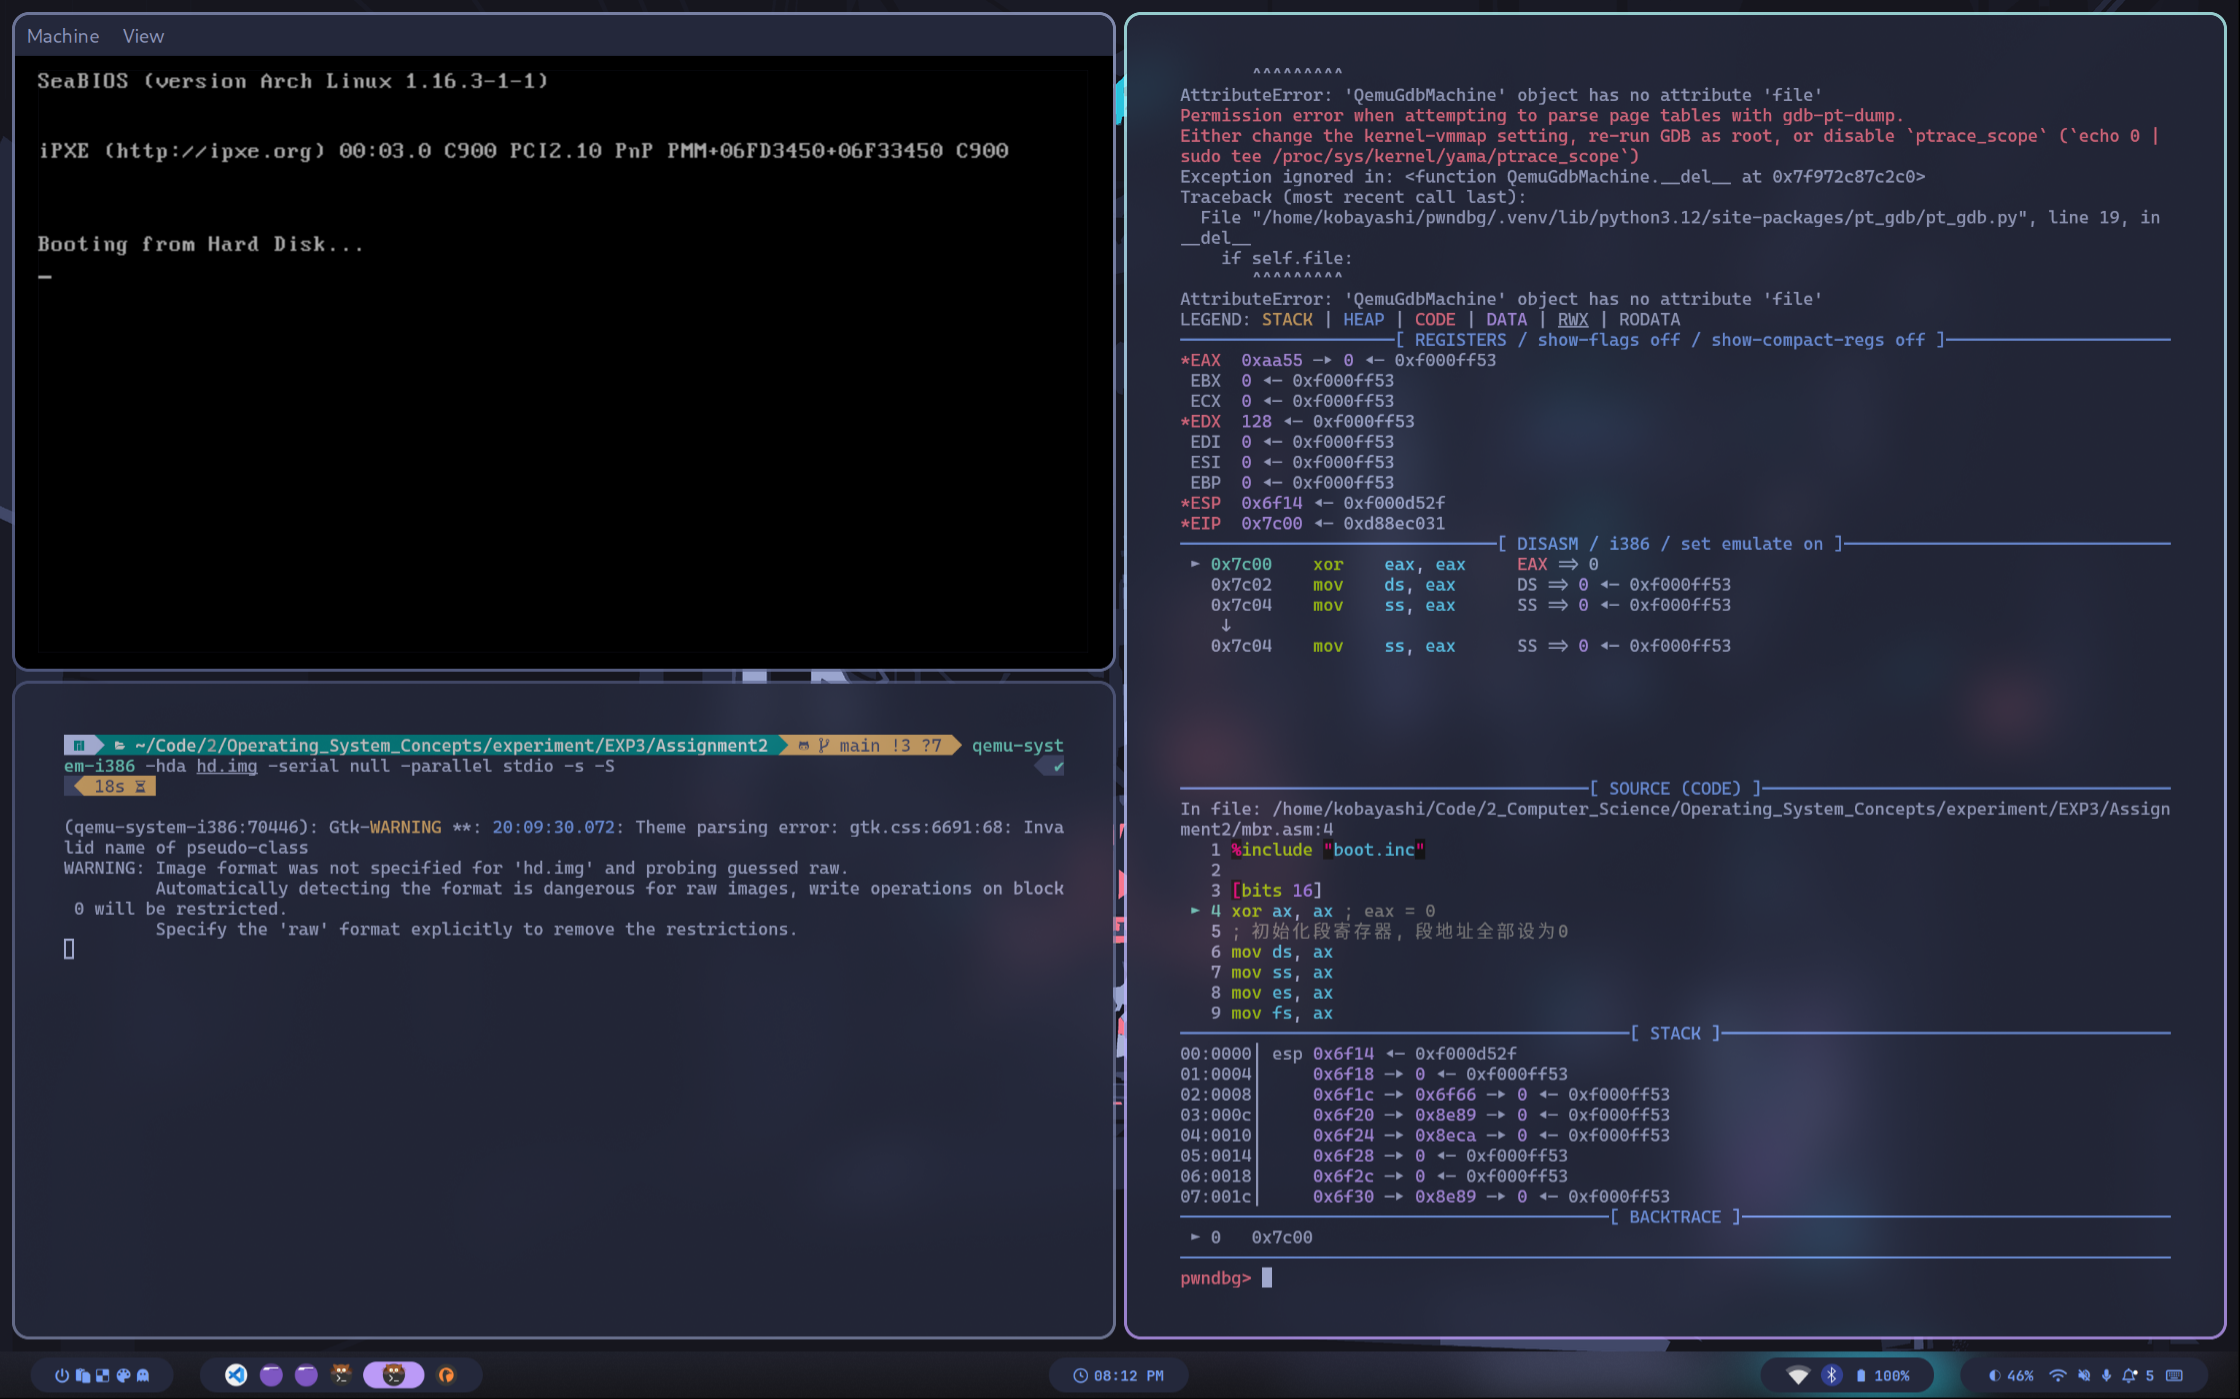 Machine View
SeaBIOS (version Arch Linux 1.16.3-1-1)
iPXE (http://ipxe.org) 00:03.0 C900 PCI2.10 PnP PMM+06FD3450+06F33450 C900
Booting from Hard Disk...
~/Code/2/Operating_System_Concepts/experiment/EXP3/Assignment2 main !3 ?7 qemu-syst
em-i386 -hda hd.img -serial null -parallel stdio -s -S ✔
18s
(qemu-system-i386:70446): Gtk-WARNING **: 20:09:30.072: Theme parsing error: gtk.css:6691:68: Inva
lid name of pseudo-class
WARNING: Image format was not specified for 'hd.img' and probing guessed raw.
Automatically detecting the format is dangerous for raw images, write operations on block
0 will be restricted.
Specify the 'raw' format explicitly to remove the restrictions.
^^^^^^^^^
AttributeError: 'QemuGdbMachine' object has no attribute 'file'
Permission error when attempting to parse page tables with gdb-pt-dump.
Either change the kernel-vmmap setting, re-run GDB as root, or disable `ptrace_scope` (`echo 0 |
sudo tee /proc/sys/kernel/yama/ptrace_scope`)
Exception ignored in: <function QemuGdbMachine.__del__ at 0x7f972c87c2c0>
Traceback (most recent call last):
File "/home/kobayashi/pwndbg/.venv/lib/python3.12/site-packages/pt_gdb/pt_gdb.py", line 19, in
__del__
if self.file:
^^^^^^^^^
AttributeError: 'QemuGdbMachine' object has no attribute 'file'
LEGEND: STACK | HEAP | CODE | DATA | RWX | RODATA
[ REGISTERS / show-flags off / show-compact-regs off ]
*EAX 0xaa55 —▸ 0 ◂— 0xf000ff53
EBX 0 ◂— 0xf000ff53
ECX 0 ◂— 0xf000ff53
*EDX 128 ◂— 0xf000ff53
EDI 0 ◂— 0xf000ff53
ESI 0 ◂— 0xf000ff53
EBP 0 ◂— 0xf000ff53
*ESP 0x6f14 ◂— 0xf000d52f
*EIP 0x7c00 ◂— 0xd88ec031
[ DISASM / i386 / set emulate on ]
► 0x7c00 xor eax, eax EAX => 0
0x7c02 mov ds, eax DS => 0 ◂— 0xf000ff53
0x7c04 mov ss, eax SS => 0 ◂— 0xf000ff53
↓
0x7c04 mov ss, eax SS => 0 ◂— 0xf000ff53
[ SOURCE (CODE) ]
In file: /home/kobayashi/Code/2_Computer_Science/Operating_System_Concepts/experiment/EXP3/Assign
ment2/mbr.asm:4
1 %include "boot.inc"
2
3 [bits 16]
► 4 xor ax, ax ; eax = 0
5 ; 初始化段寄存器, 段地址全部设为0
6 mov ds, ax
7 mov ss, ax
8 mov es, ax
9 mov fs, ax
[ STACK ]
00:0000│ esp 0x6f14 ◂— 0xf000d52f
01:0004│ 0x6f18 —▸ 0 ◂— 0xf000ff53
02:0008│ 0x6f1c —▸ 0x6f66 —▸ 0 ◂— 0xf000ff53
03:000c│ 0x6f20 —▸ 0x8e89 —▸ 0 ◂— 0xf000ff53
04:0010│ 0x6f24 —▸ 0x8eca —▸ 0 ◂— 0xf000ff53
05:0014│ 0x6f28 —▸ 0 ◂— 0xf000ff53
06:0018│ 0x6f2c —▸ 0 ◂— 0xf000ff53
07:001c│ 0x6f30 —▸ 0x8e89 —▸ 0 ◂— 0xf000ff53
[ BACKTRACE ]
► 0 0x7c00
pwndbg>
08:12 PM
100%
46%
5